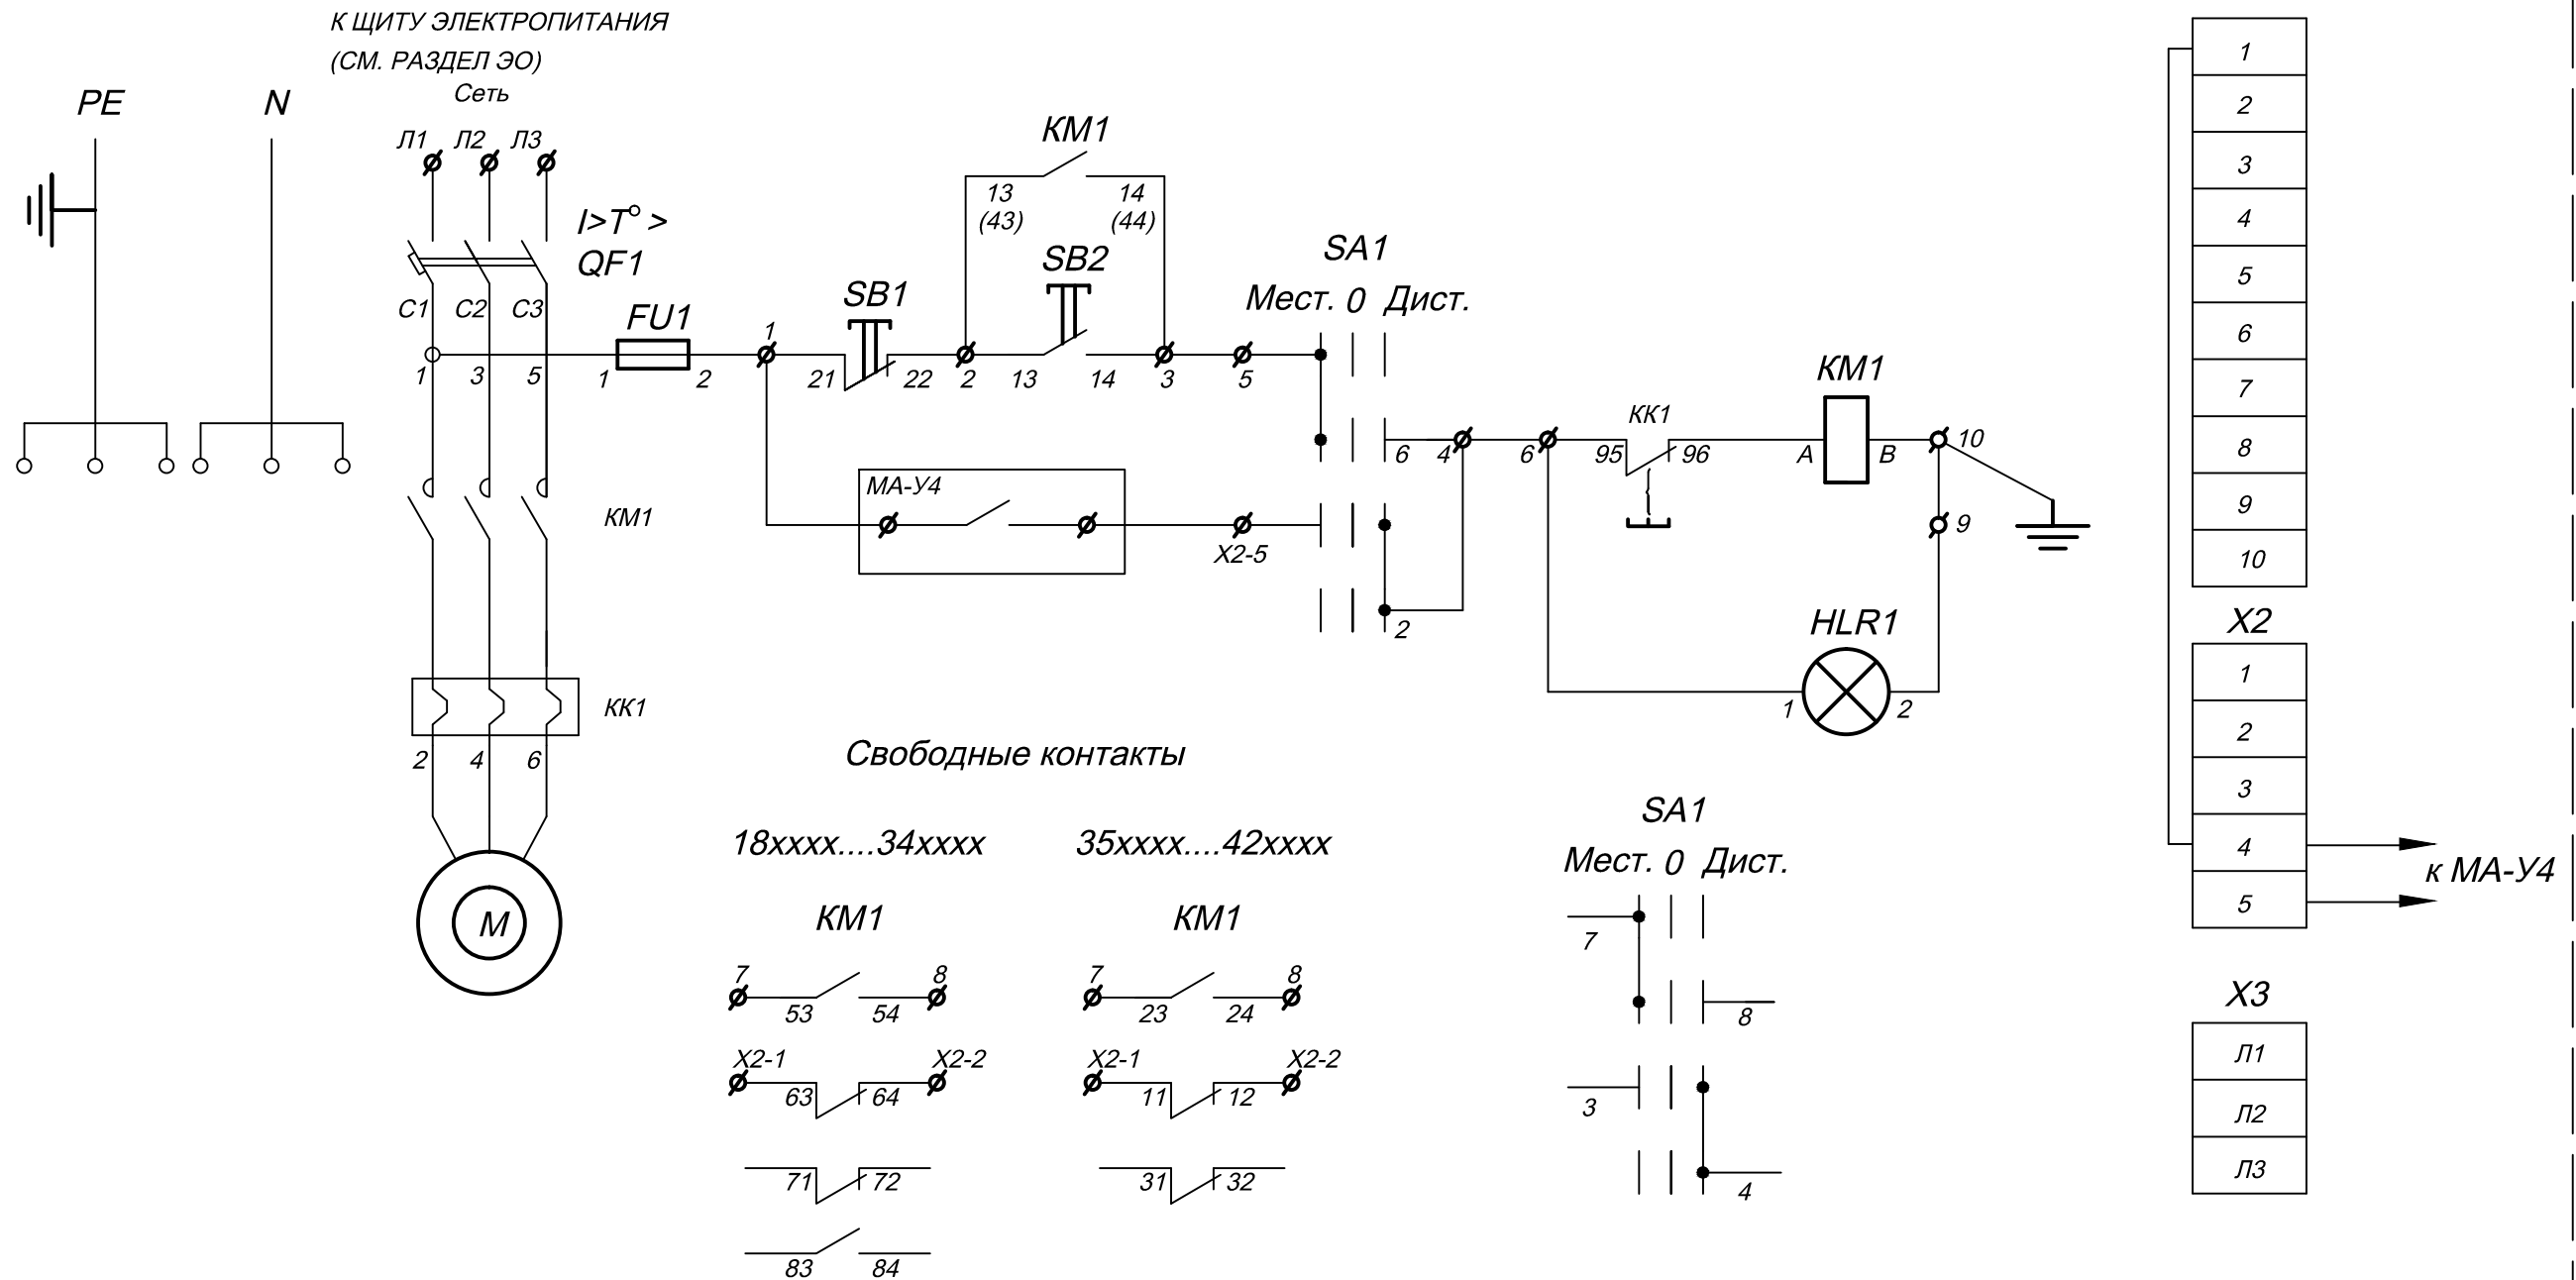 К ЩИТУ ЭЛЕКТРОПИТАНИЯ
(СМ. РАЗДЕЛ ЭО)
Сеть
PE
N
Л1 Л2 Л3
I>T° >
QF1
C1 C2 C3
1 3 5
FU1
1 2
1
SB1
21 22
2
KM1
13 14
(43) (44)
SB2
13 14
3
5
SA1
Мест. 0 Дист.
6 4
6
KK1
95 96
KM1
A B
10
9
МА-У4
X2-5
2
HLR1
1 2
KM1
KK1
2 4 6
M
Свободные контакты
18xxxx....34xxxx
KM1
7 8
53 54
X2-1 X2-2
63 64
71 72
83 84
35xxxx....42xxxx
KM1
7 8
23 24
X2-1 X2-2
11 12
31 32
SA1
Мест. 0 Дист.
7
8
3
4
1
2
3
4
5
6
7
8
9
10
X2
1
2
3
4
5
к МА-У4
X3
Л1
Л2
Л3